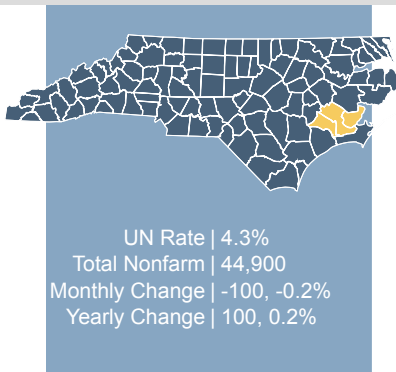 UN Rate | 4.3%
Total Nonfarm | 44,900
Monthly Change | -100, -0.2%
Yearly Change | 100, 0.2%